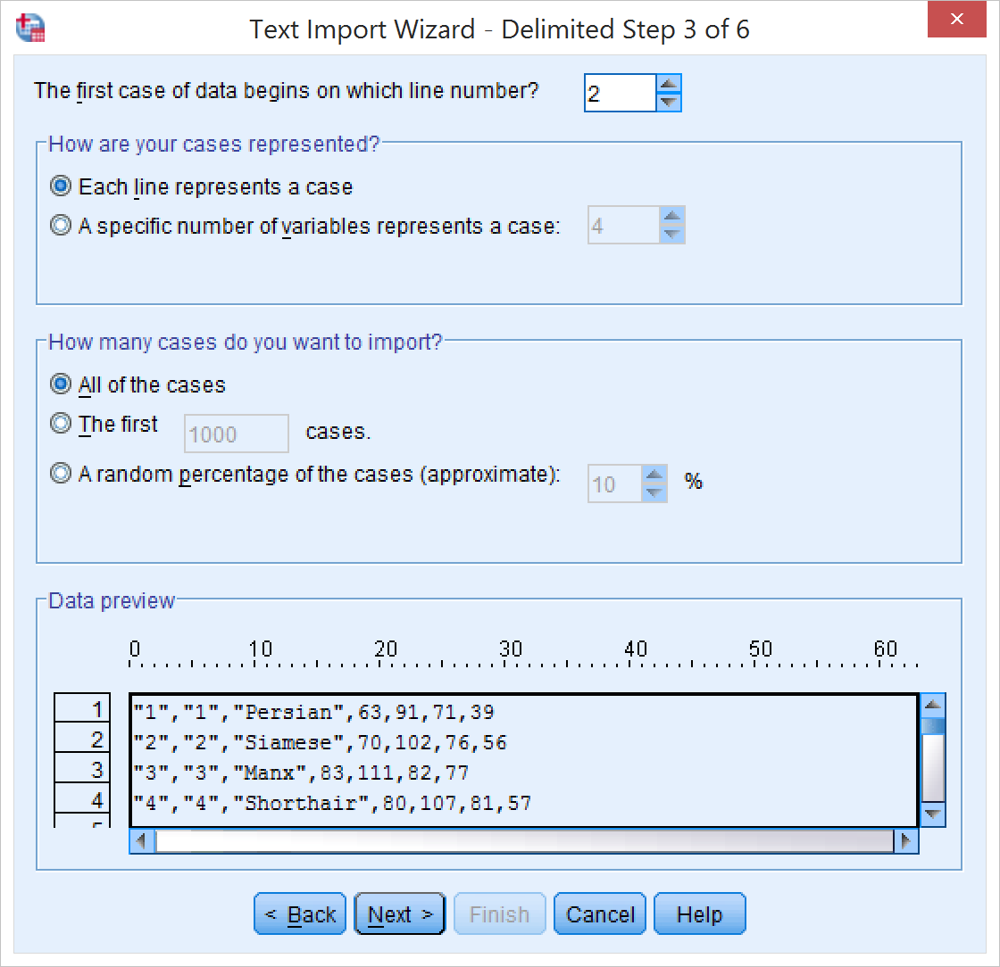 Text Import Wizard - Delimited Step 3 of 6
The first case of data begins on which line number? 2
How are your cases represented?
Each line represents a case
A specific number of variables represents a case: 4
How many cases do you want to import?
All of the cases
The first 1000 cases.
A random percentage of the cases (approximate): 10 %
Data preview
0 10 20 30 40 50 60
1 "1","1","Persian",63,91,71,39
2 "2","2","Siamese",70,102,76,56
3 "3","3","Manx",83,111,82,77
4 "4","4","Shorthair",80,107,81,57
< Back Next > Finish Cancel Help